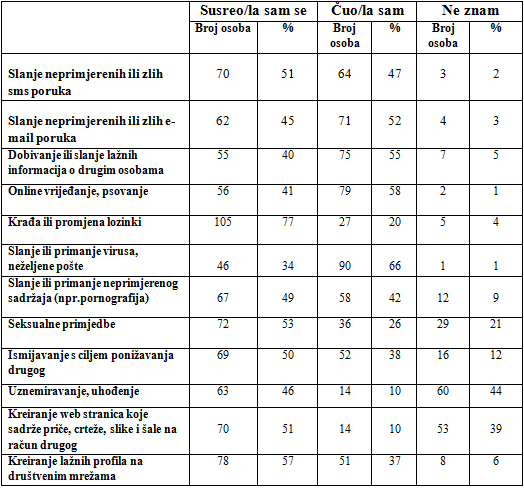 Susreo/la sam se Čuo/la sam Ne znam
Broj osoba % Broj osoba % Broj osoba %
Slanje neprimjerenih ili zlih
sms poruka 70 51 64 47 3 2
Slanje neprimjerenih ili zlih e-
mail poruka 62 45 71 52 4 3
Dobivanje ili slanje lažnih
informacija o drugim osobama 55 40 75 55 7 5
Online vrijeđanje, psovanje 56 41 79 58 2 1
Krađa ili promjena lozinki 105 77 27 20 5 4
Slanje ili primanje virusa,
neželjene pošte 46 34 90 66 1 1
Slanje ili primanje neprimjerenog
sadržaja (npr.pornografija) 67 49 58 42 12 9
Seksualne primjedbe 72 53 36 26 29 21
Ismijavanje s ciljem ponižavanja
drugog 69 50 52 38 16 12
Uznemiravanje, uhođenje 63 46 14 10 60 44
Kreiranje web stranica koje
sadrže priče, crteže, slike i šale na
račun drugog 70 51 14 10 53 39
Kreiranje lažnih profila na
društvenim mrežama 78 57 51 37 8 6